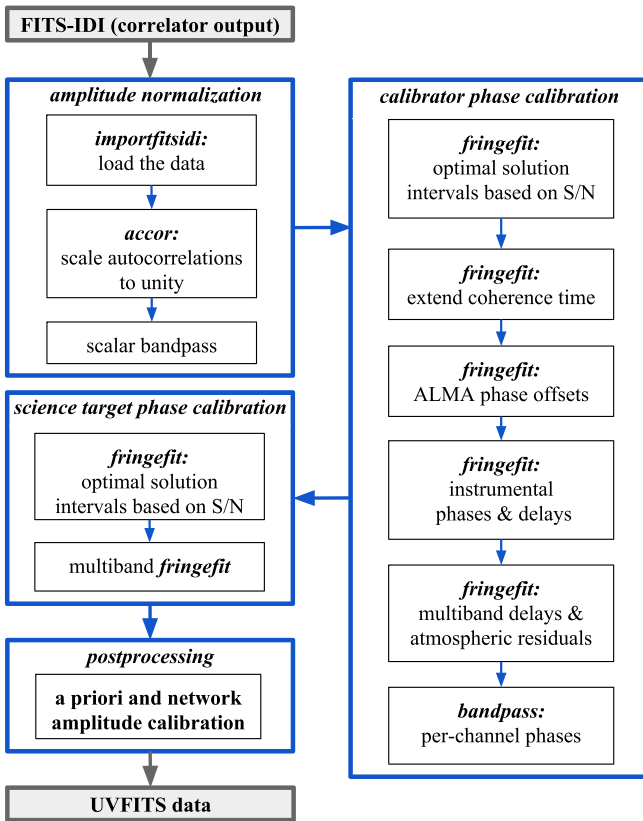 FITS-IDI (correlator output)
amplitude normalization
importfitsidi:
load the data
accor:
scale autocorrelations
to unity
scalar bandpass
calibrator phase calibration
fringefit:
optimal solution
intervals based on S/N
fringefit:
extend coherence time
fringefit:
ALMA phase offsets
fringefit:
instrumental
phases & delays
fringefit:
multiband delays &
atmospheric residuals
bandpass:
per-channel phases
science target phase calibration
fringefit:
optimal solution
intervals based on S/N
multiband fringefit
postprocessing
a priori and network
amplitude calibration
UVFITS data